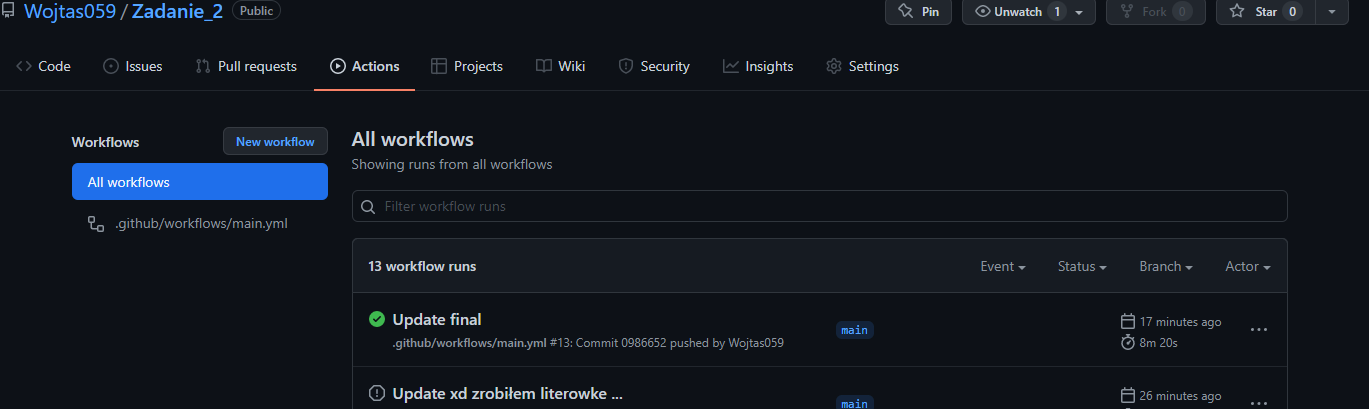 Wojtas059 / Zadanie_2 Public Pin Unwatch 1 Fork 0 Star 0
Code Issues Pull requests Actions Projects Wiki Security Insights Settings
Workflows New workflow
All workflows
.github/workflows/main.yml
All workflows
Showing runs from all workflows
Filter workflow runs
13 workflow runs Event Status Branch Actor
Update final main 17 minutes ago
.github/workflows/main.yml #13: Commit 0986652 pushed by Wojtas059 8m 20s
Update xd zrobiłem literowke ... main 26 minutes ago